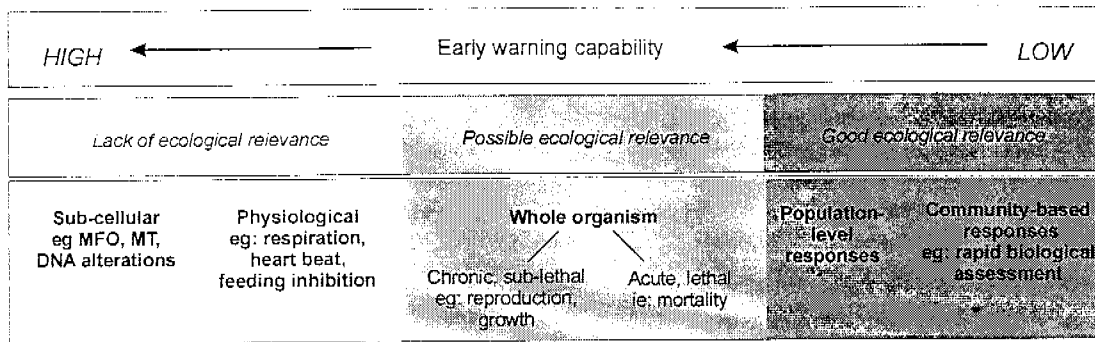 HIGH
Early warning capability
LOW
Lack of ecological relevance
Possible ecological relevance
Good ecological relevance
Sub-cellular
eg MFO, MT,
DNA alterations
Physiological
eg: respiration,
heart beat,
feeding inhibition
Whole organism
Chronic, sub-lethal
eg: reproduction,
growth
Acute, lethal
ie: mortality
Population-
level
responses
Community-based
responses
eg: rapid biological
assessment